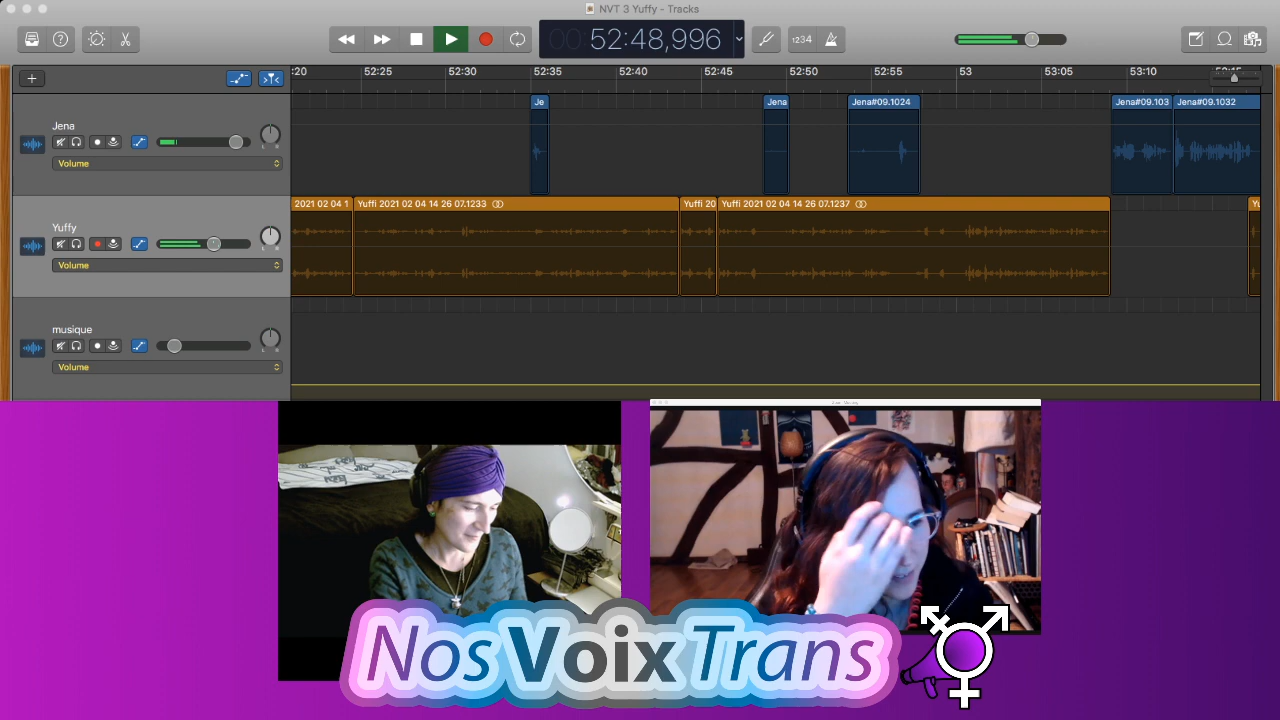 NVT 3 Yuffy - Tracks
0052:48,996
1234
:20 52:25 52:30 52:35 52:40 52:45 52:50 52:55 53 53:05 53:10
Jena
Volume
Je
Jena
Jena#09.1024
Jena#09.103
Jena#09.1032
Yuffy
Volume
2021 02 04 1
Yuffi 2021 02 04 14 26 07.1233
Yuffi 20
Yuffi 2021 02 04 14 26 07.1237
Yu
musique
Volume
Nos Voix Trans